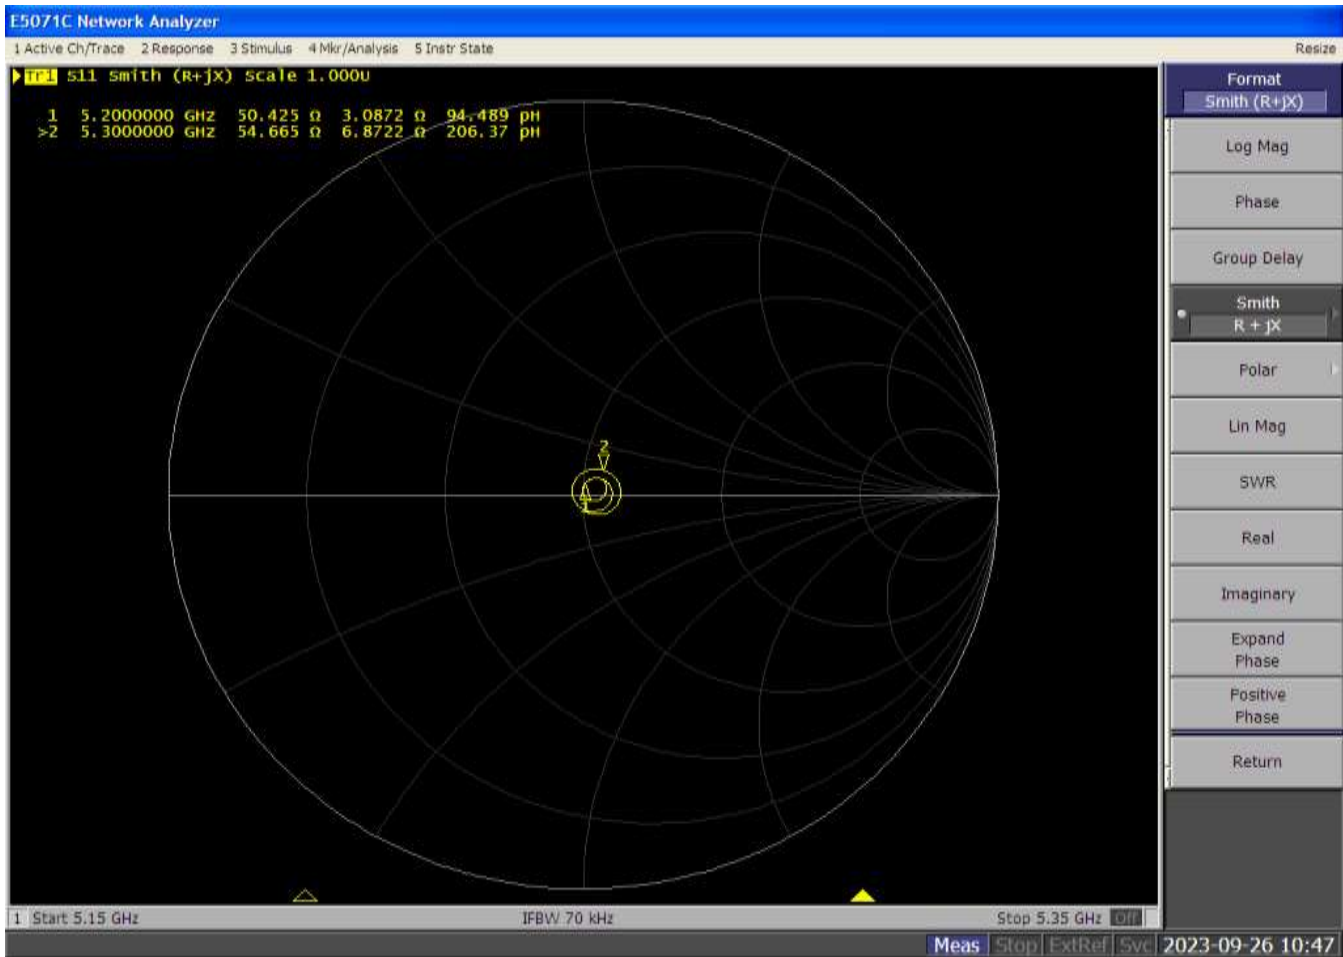 E5071C Network Analyzer
1 Active Ch/Trace 2 Response 3 Stimulus 4 Mkr/Analysis 5 Instr State Resize
Tr1 S11 Smith (R+jX) Scale 1.000U
1 5.2000000 GHz 50.425 Ω 3.0872 Ω 94.489 pH
>2 5.3000000 GHz 54.665 Ω 6.8722 Ω 206.37 pH
2
1
Format
Smith (R+jX)
Log Mag
Phase
Group Delay
Smith
R + jX
Polar
Lin Mag
SWR
Real
Imaginary
Expand
Phase
Positive
Phase
Return
1 Start 5.15 GHz IFBW 70 kHz Stop 5.35 GHz Off
Meas Stop ExtRef Svc 2023-09-26 10:47